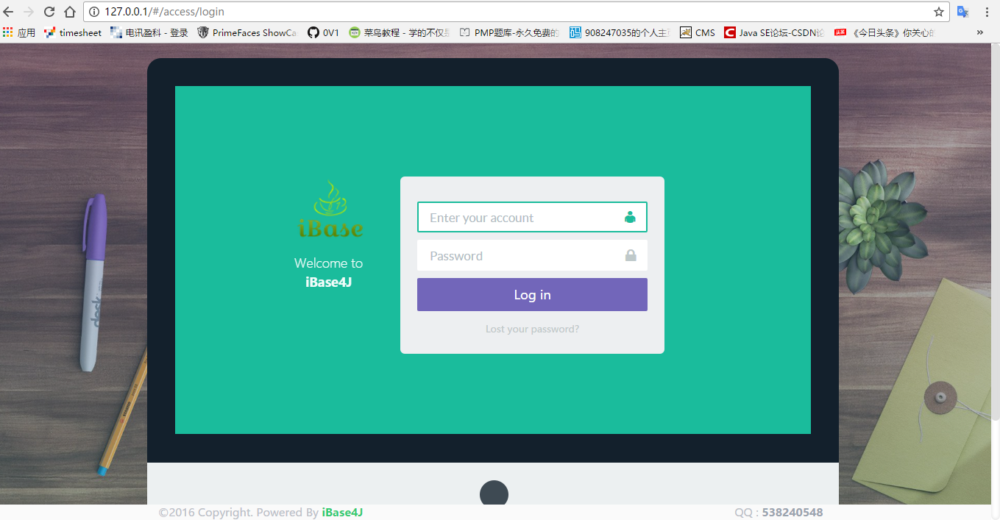 127.0.0.1/#/access/login
应用 timesheet 电讯盈科 - 登录 PrimeFaces ShowCa 0V1 菜鸟教程 - 学的不仅是 PMP题库-永久免费的 908247035的个人主 CMS Java SE论坛-CSDN论 《今日头条》你关心的 »
iBase
Welcome to
iBase4J
Enter your account
Password
Log in
Lost your password?
desk
©2016 Copyright. Powered By iBase4J QQ : 538240548